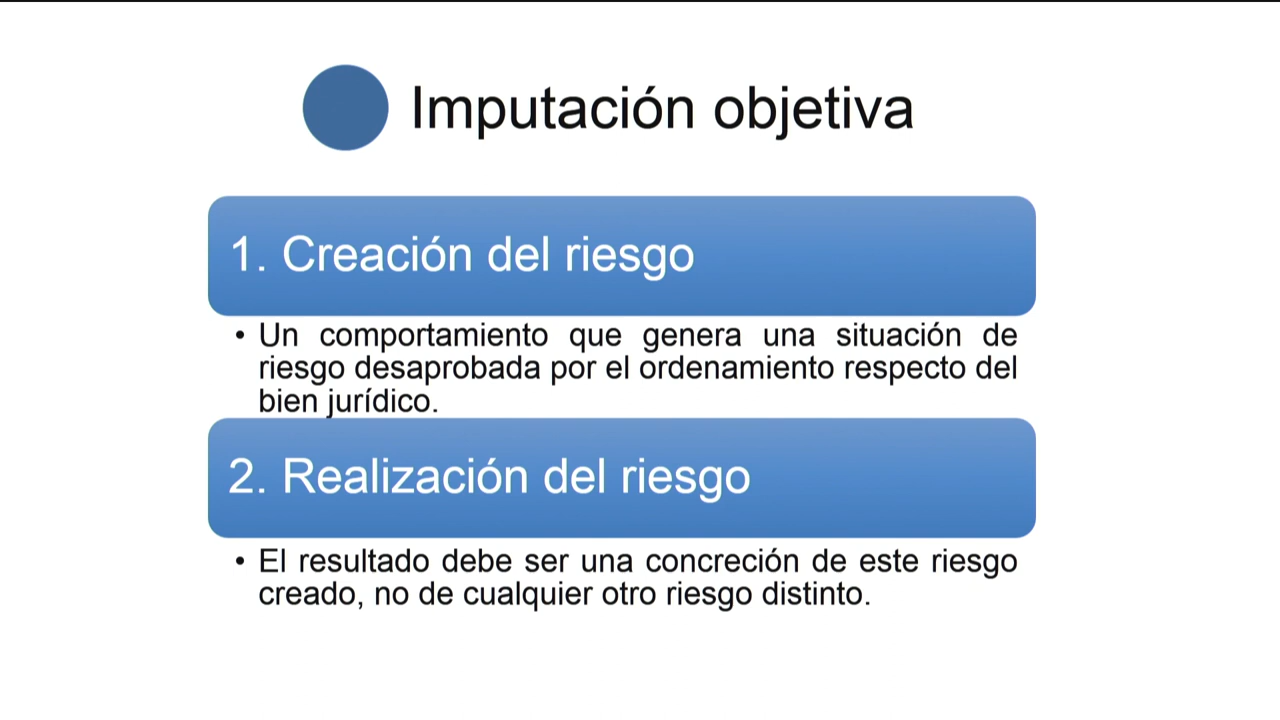 Imputación objetiva
1. Creación del riesgo
• Un comportamiento que genera una situación de
riesgo desaprobada por el ordenamiento respecto del
bien jurídico.
2. Realización del riesgo
• El resultado debe ser una concreción de este riesgo
creado, no de cualquier otro riesgo distinto.